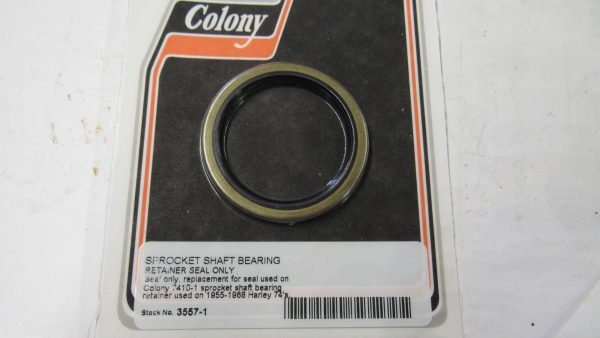 Colony
SPROCKET SHAFT BEARING
RETAINER SEAL ONLY
Seal only, replacement for seal used on
Colony 7410-1 sprocket shaft bearing
retainer used on 1955-1968 Harley 74's
Stock No. 3557-1